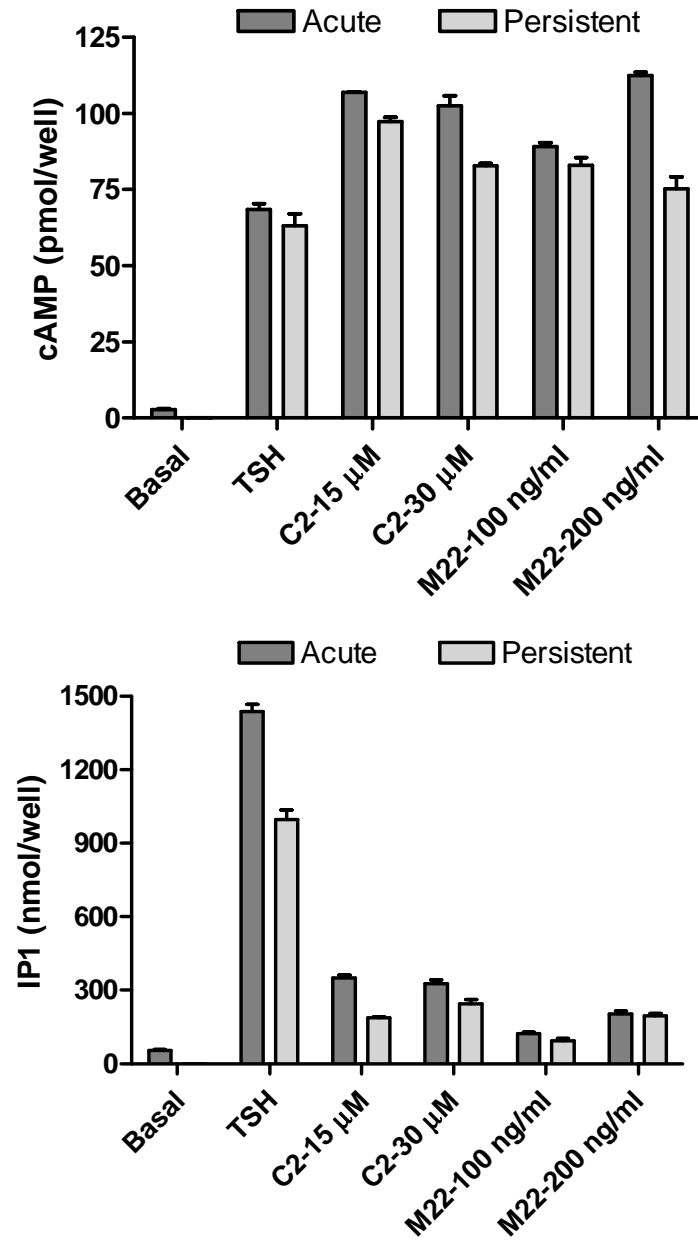 Acute Persistent
125
100
75
50
25
0
cAMP (pmol/well)
Basal
TSH
C2-15 μM
C2-30 μM
M22-100 ng/ml
M22-200 ng/ml
Acute Persistent
1500
1200
900
600
300
0
IP1 (nmol/well)
Basal
TSH
C2-15 μM
C2-30 μM
M22-100 ng/ml
M22-200 ng/ml